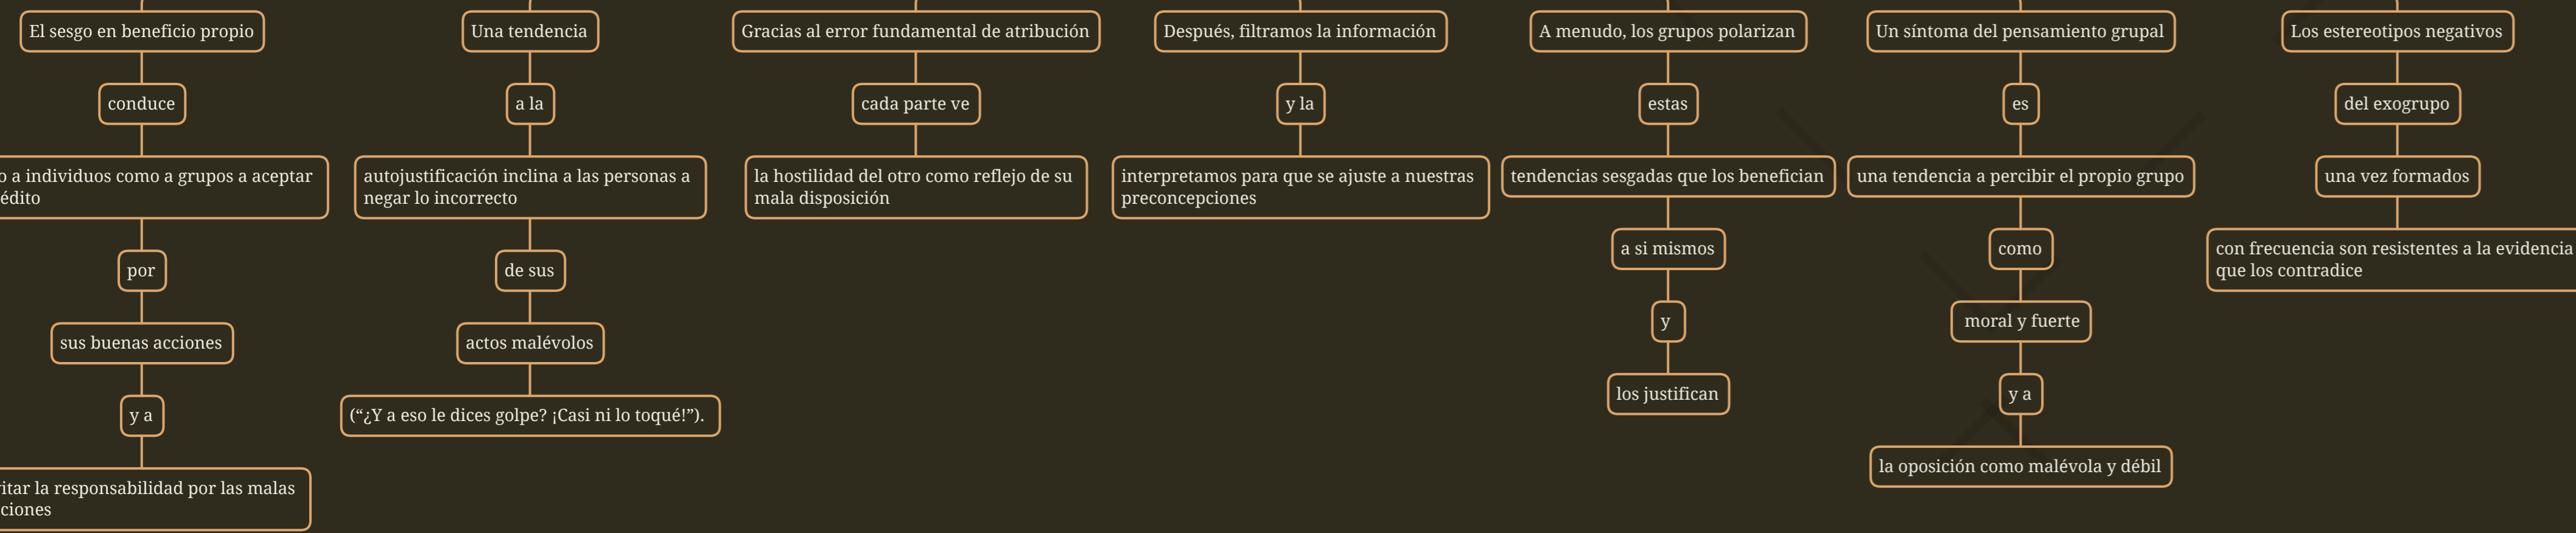 El sesgo en beneficio propio
conduce
o a individuos como a grupos a aceptar
édito
por
sus buenas acciones
y a
itar la responsabilidad por las malas
ciones
Una tendencia
a la
autojustificación inclina a las personas a
negar lo incorrecto
de sus
actos malévolos
(“¿Y a eso le dices golpe? ¡Casi ni lo toqué!”).
Gracias al error fundamental de atribución
cada parte ve
la hostilidad del otro como reflejo de su
mala disposición
Después, filtramos la información
y la
interpretamos para que se ajuste a nuestras
preconcepciones
A menudo, los grupos polarizan
estas
tendencias sesgadas que los benefician
a si mismos
y
los justifican
Un síntoma del pensamiento grupal
es
una tendencia a percibir el propio grupo
como
moral y fuerte
y a
la oposición como malévola y débil
Los estereotipos negativos
del exogrupo
una vez formados
con frecuencia son resistentes a la evidencia
que los contradice